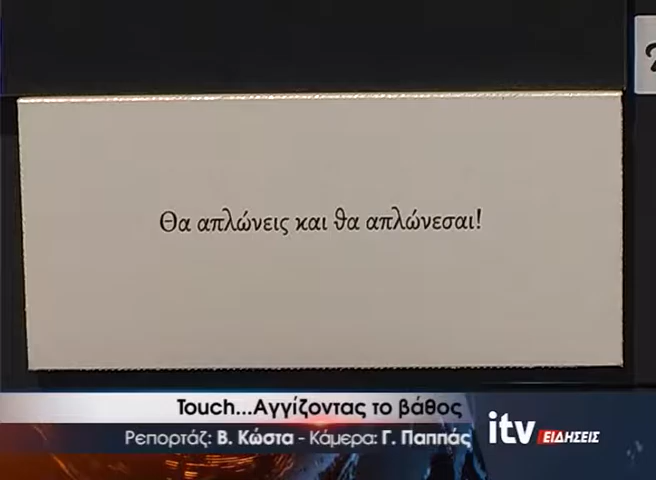 Θα απλώνεις και θα απλώνεσαι!
Touch...Αγγίζοντας το βάθος
Ρεπορτάζ: Β. Κώστα - Κάμερα: Γ. Παππάς
itv ΕΙΔΗΣΕΙΣ